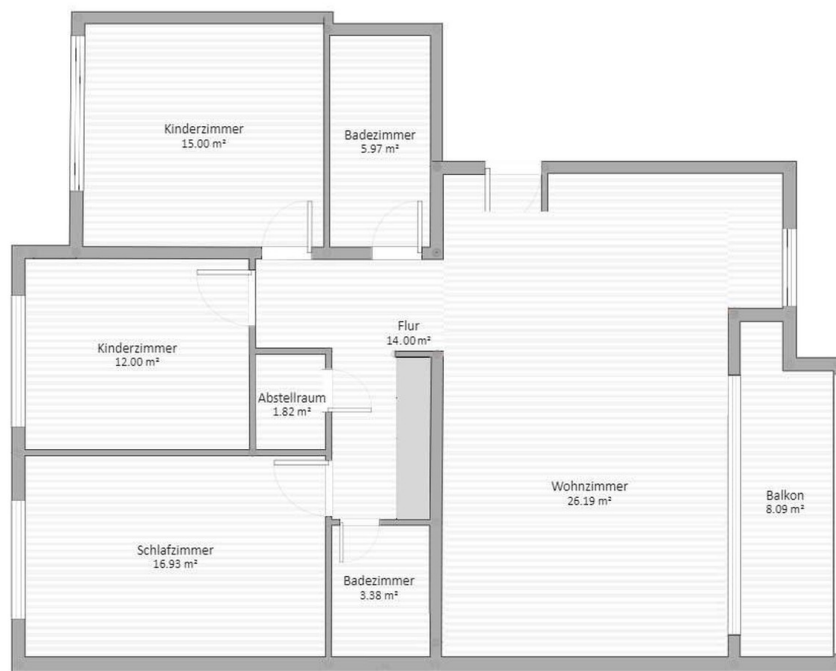 Kinderzimmer
15.00 m²
Badezimmer
5.97 m²
Flur
14.00 m²
Kinderzimmer
12.00 m²
Abstellraum
1.82 m²
Wohnzimmer
26.19 m²
Balkon
8.09 m²
Schlafzimmer
16.93 m²
Badezimmer
3.38 m²